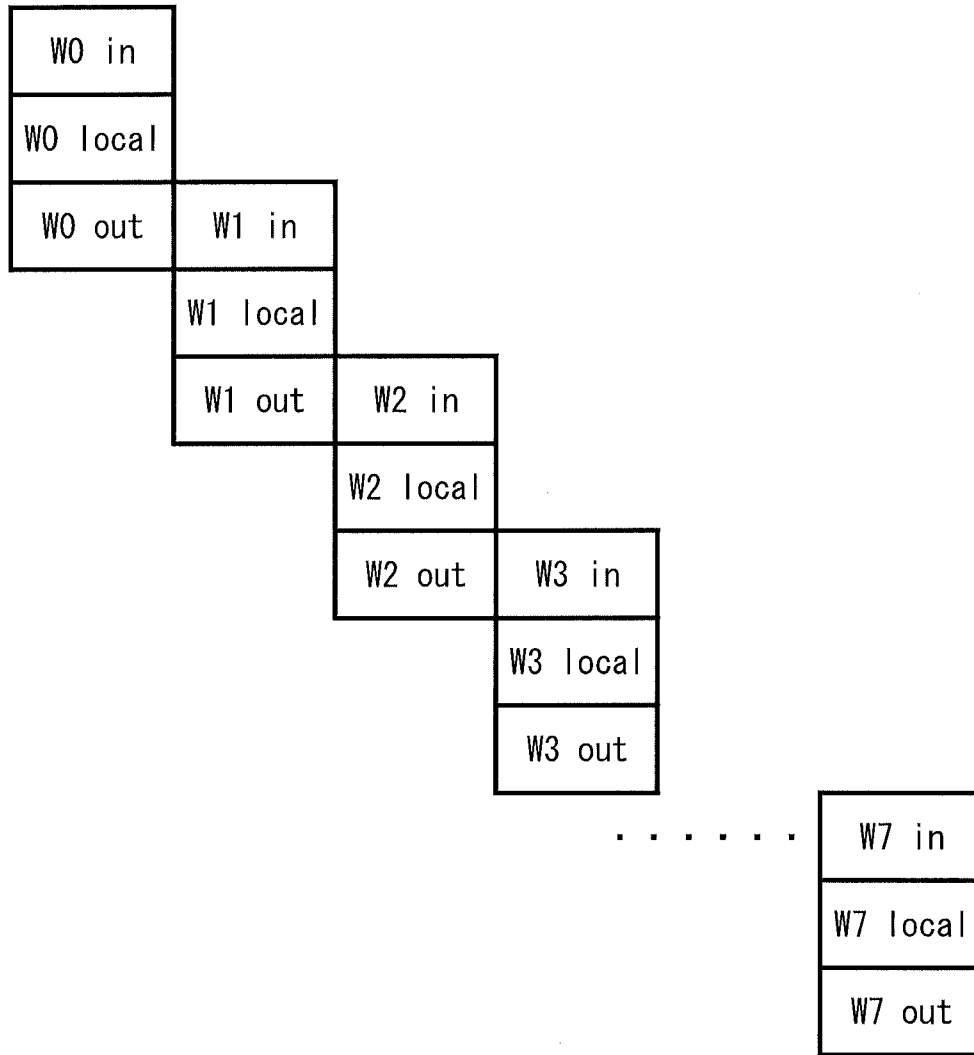 W0 in
W0 local
W0 out W1 in
W1 local
W1 out W2 in
W2 local
W2 out W3 in
W3 local
W3 out
. . . . . . W7 in
W7 local
W7 out